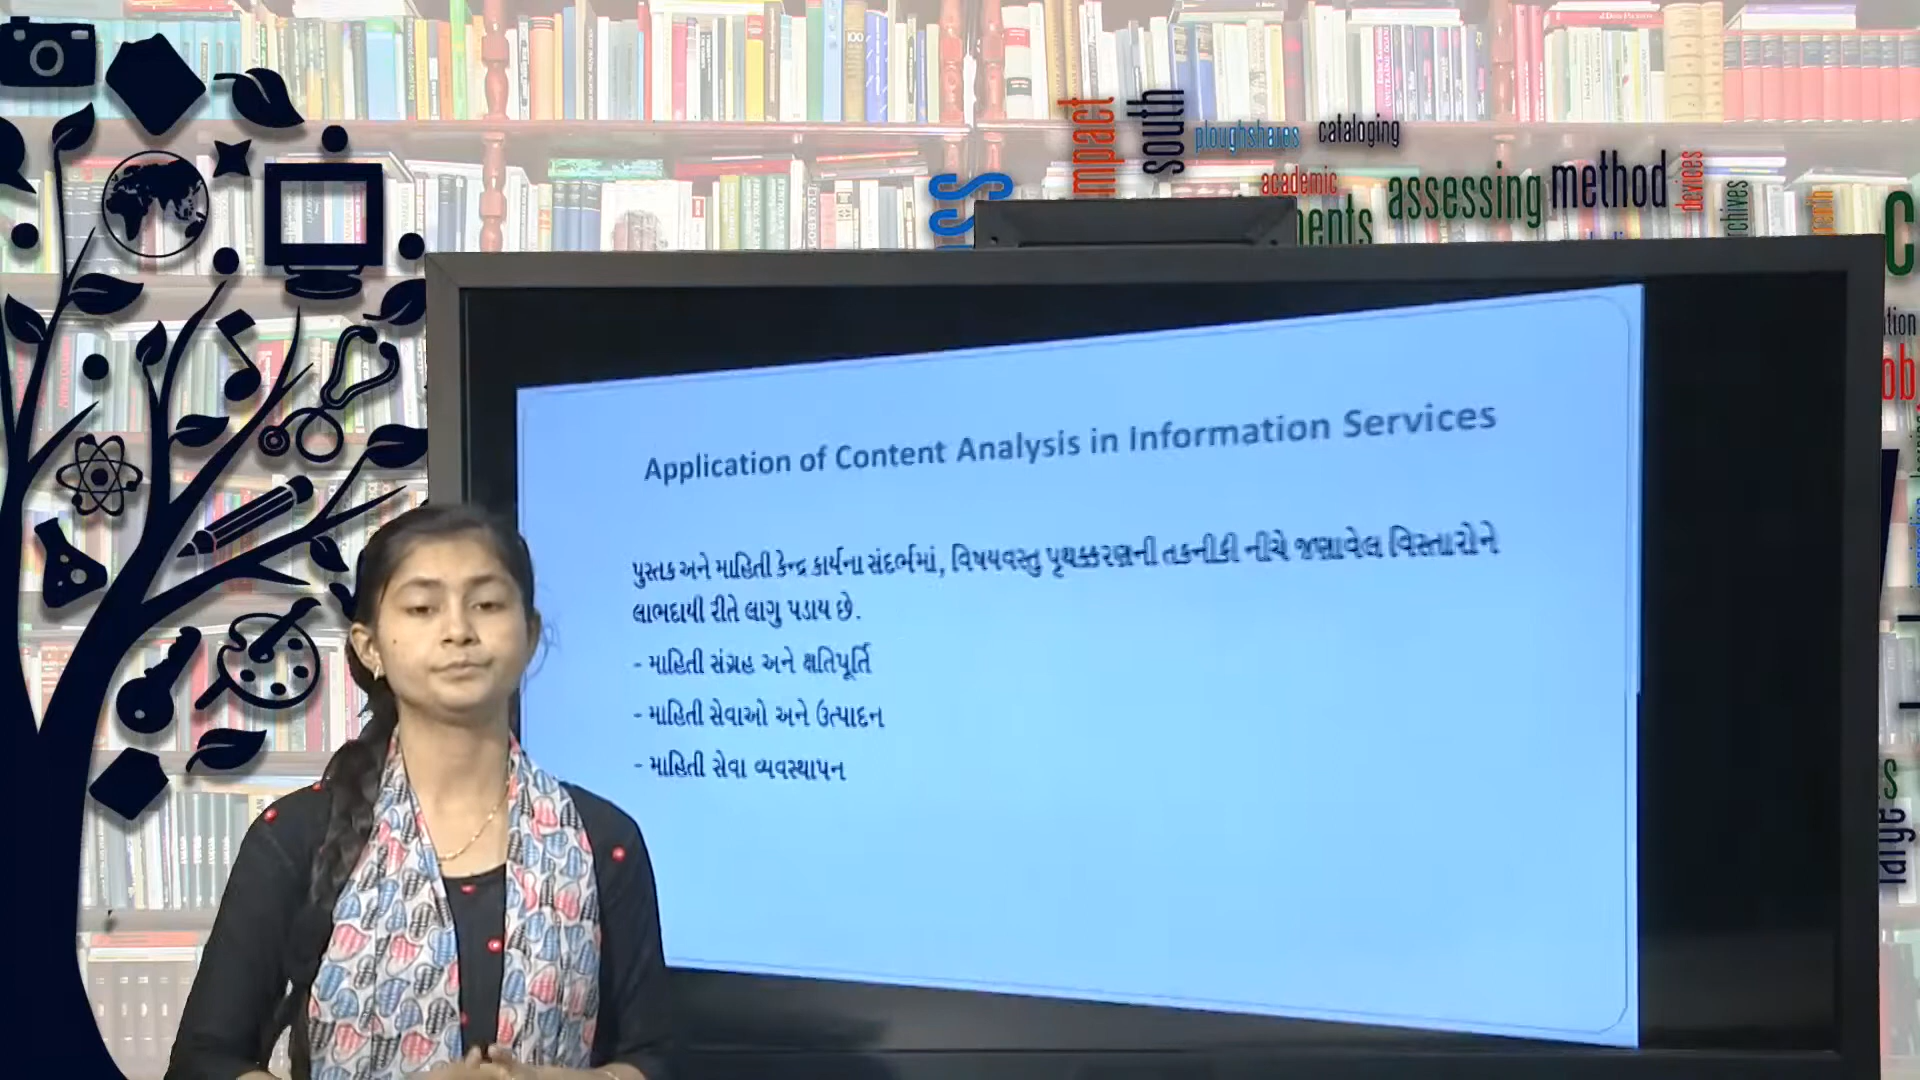 impact
south
ploughshares
cataloging
academic
assessing
method
devices
Application of Content Analysis in Information Services
પુસ્તક અને માહિતી કેન્દ્ર કાર્યના સંદર્ભમાં, વિષયવસ્તુ પૃથક્કરણની તકનીકી નીચે જણાવેલ વિસ્તારોને
લાભદાયી રીતે લાગુ પડાય છે.
- માહિતી સંગ્રહ અને ક્ષતિપૂર્તિ
- માહિતી સેવાઓ અને ઉત્પાદન
- માહિતી સેવા વ્યવસ્થાપન